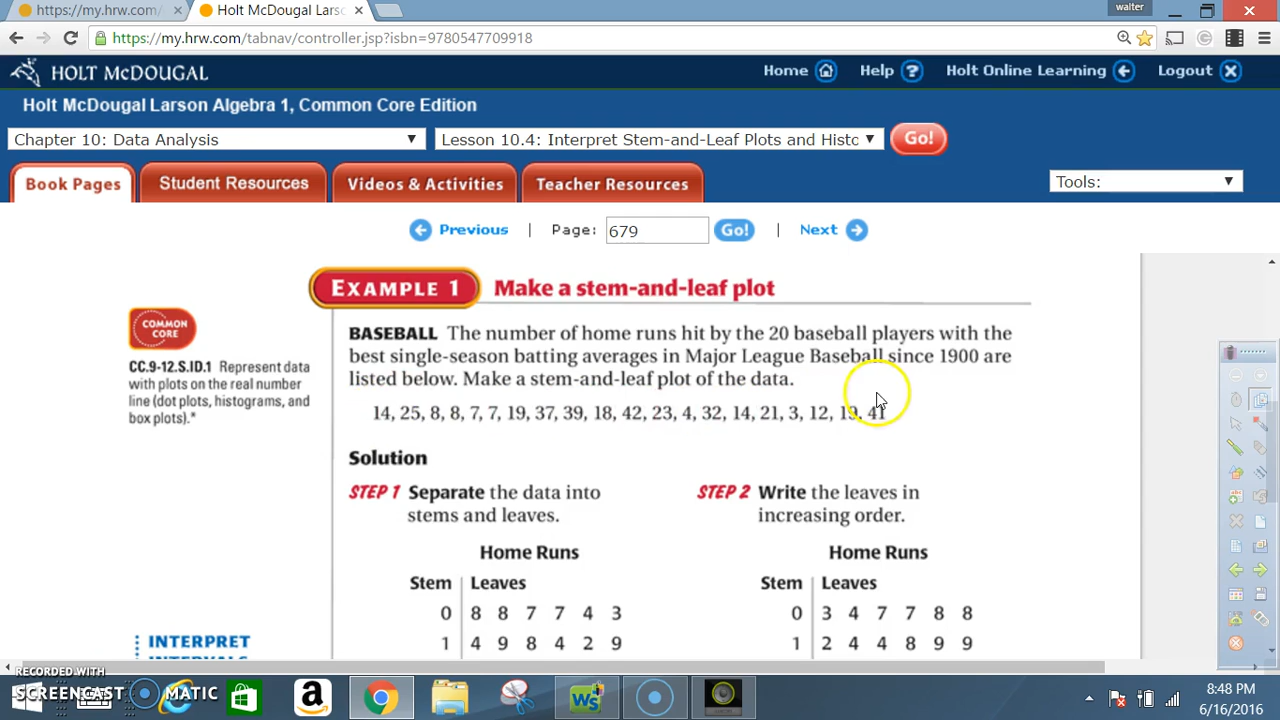 https://my.hrw.com/tabnav/ ×
Holt McDougal Lars ×
walter
https://my.hrw.com/tabnav/controller.jsp?isbn=9780547709918
HOLT MCDOUGAL
Home Help ? Holt Online Learning Logout
Holt McDougal Larson Algebra 1, Common Core Edition
Chapter 10: Data Analysis
Lesson 10.4: Interpret Stem-and-Leaf Plots and Histo
Go!
Book Pages
Student Resources
Videos & Activities
Teacher Resources
Tools:
Previous | Page: 679 Go! | Next
EXAMPLE 1 Make a stem-and-leaf plot
COMMON
CORE
CC.9-12.S.ID.1 Represent data
with plots on the real number
line (dot plots, histograms, and
box plots).*
BASEBALL The number of home runs hit by the 20 baseball players with the
best single-season batting averages in Major League Baseball since 1900 are
listed below. Make a stem-and-leaf plot of the data.
14, 25, 8, 8, 7, 7, 19, 37, 39, 18, 42, 23, 4, 32, 14, 21, 3, 12, 19, 41
Solution
STEP 1 Separate the data into
stems and leaves.
Home Runs
Stem Leaves
0 8 8 7 7 4 3
1 4 9 8 4 2 9
STEP 2 Write the leaves in
increasing order.
Home Runs
Stem Leaves
0 3 4 7 7 8 8
1 2 4 4 8 9 9
INTERPRET
RECORDED WITH
SCREENCAST MATIC
8:48 PM
6/16/2016